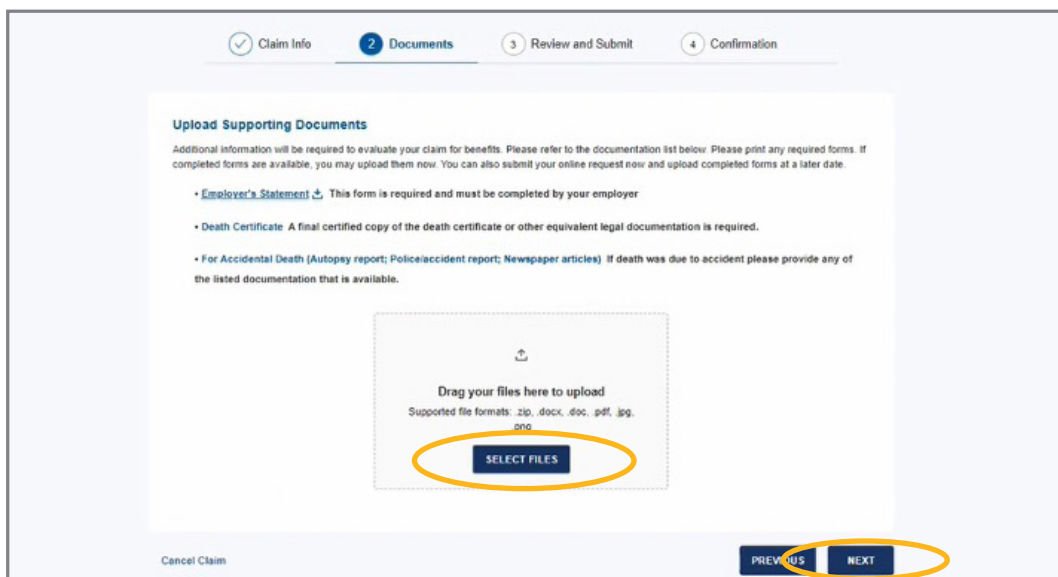 Claim Info 2 Documents 3 Review and Submit 4 Confirmation
Upload Supporting Documents
Additional information will be required to evaluate your claim for benefits. Please refer to the documentation list below. Please print any required forms. If
completed forms are available, you may upload them now. You can also submit your online request now and upload completed forms at a later date.
• Employer's Statement This form is required and must be completed by your employer
• Death Certificate A final certified copy of the death certificate or other equivalent legal documentation is required.
• For Accidental Death (Autopsy report; Police/accident report; Newspaper articles) If death was due to accident please provide any of
the listed documentation that is available.
Drag your files here to upload
Supported file formats: .zip, .docx, .doc, .pdf, .jpg,
.png
SELECT FILES
Cancel Claim PREVIOUS NEXT